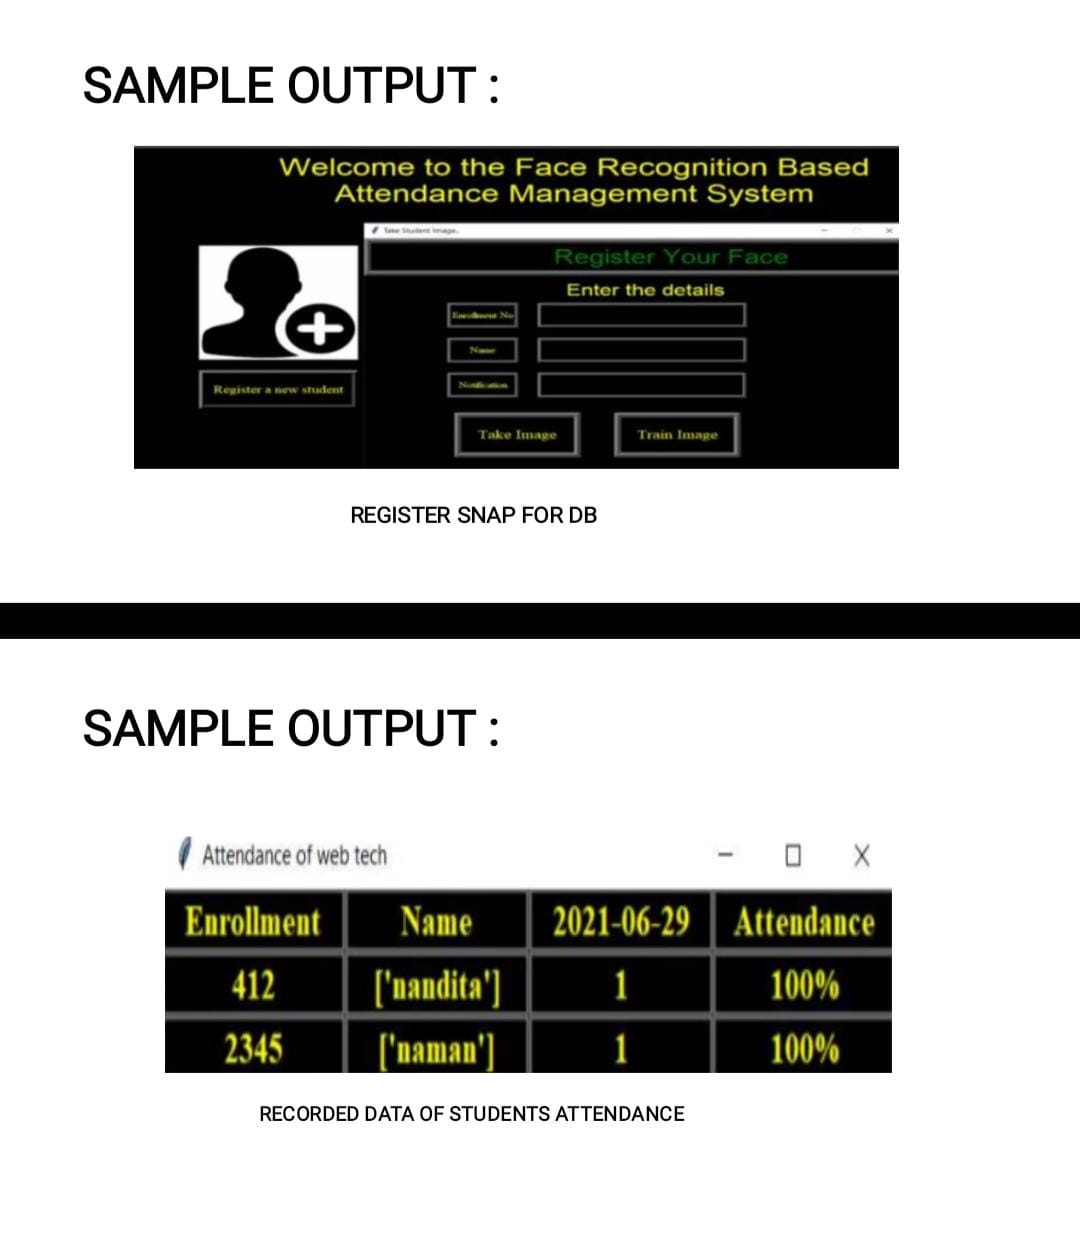 SAMPLE OUTPUT :
Welcome to the Face Recognition Based
Attendance Management System
Take Student Image..
Register Your Face
Enter the details
Enrollment No
Name
Notification
Register a new student
Take Image
Train Image
REGISTER SNAP FOR DB
SAMPLE OUTPUT :
Attendance of web tech
Enrollment Name 2021-06-29 Attendance
412 ['nandita'] 1 100%
2345 ['naman'] 1 100%
RECORDED DATA OF STUDENTS ATTENDANCE